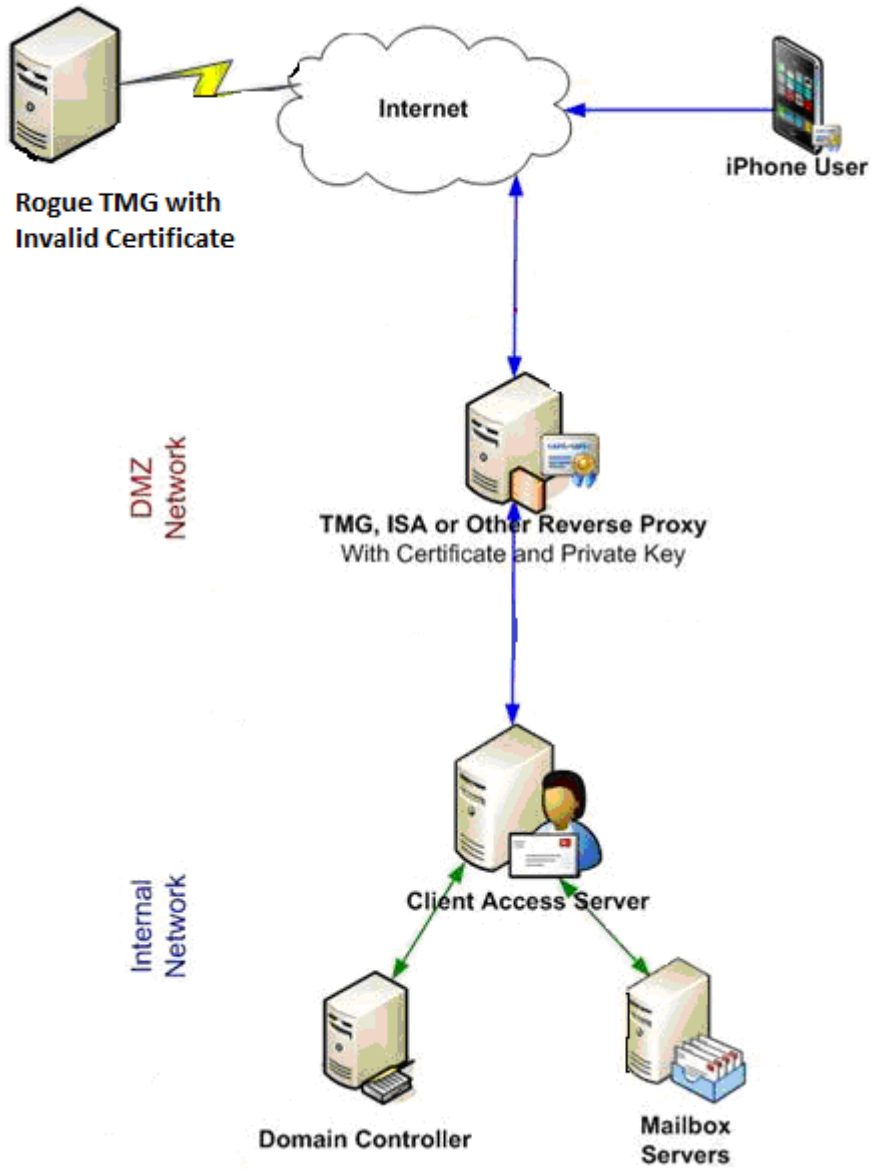 Internet
iPhone User
Rogue TMG with
Invalid Certificate
DMZ
Network
TMG, ISA or Other Reverse Proxy
With Certificate and Private Key
Client Access Server
Internal
Network
Domain Controller
Mailbox
Servers